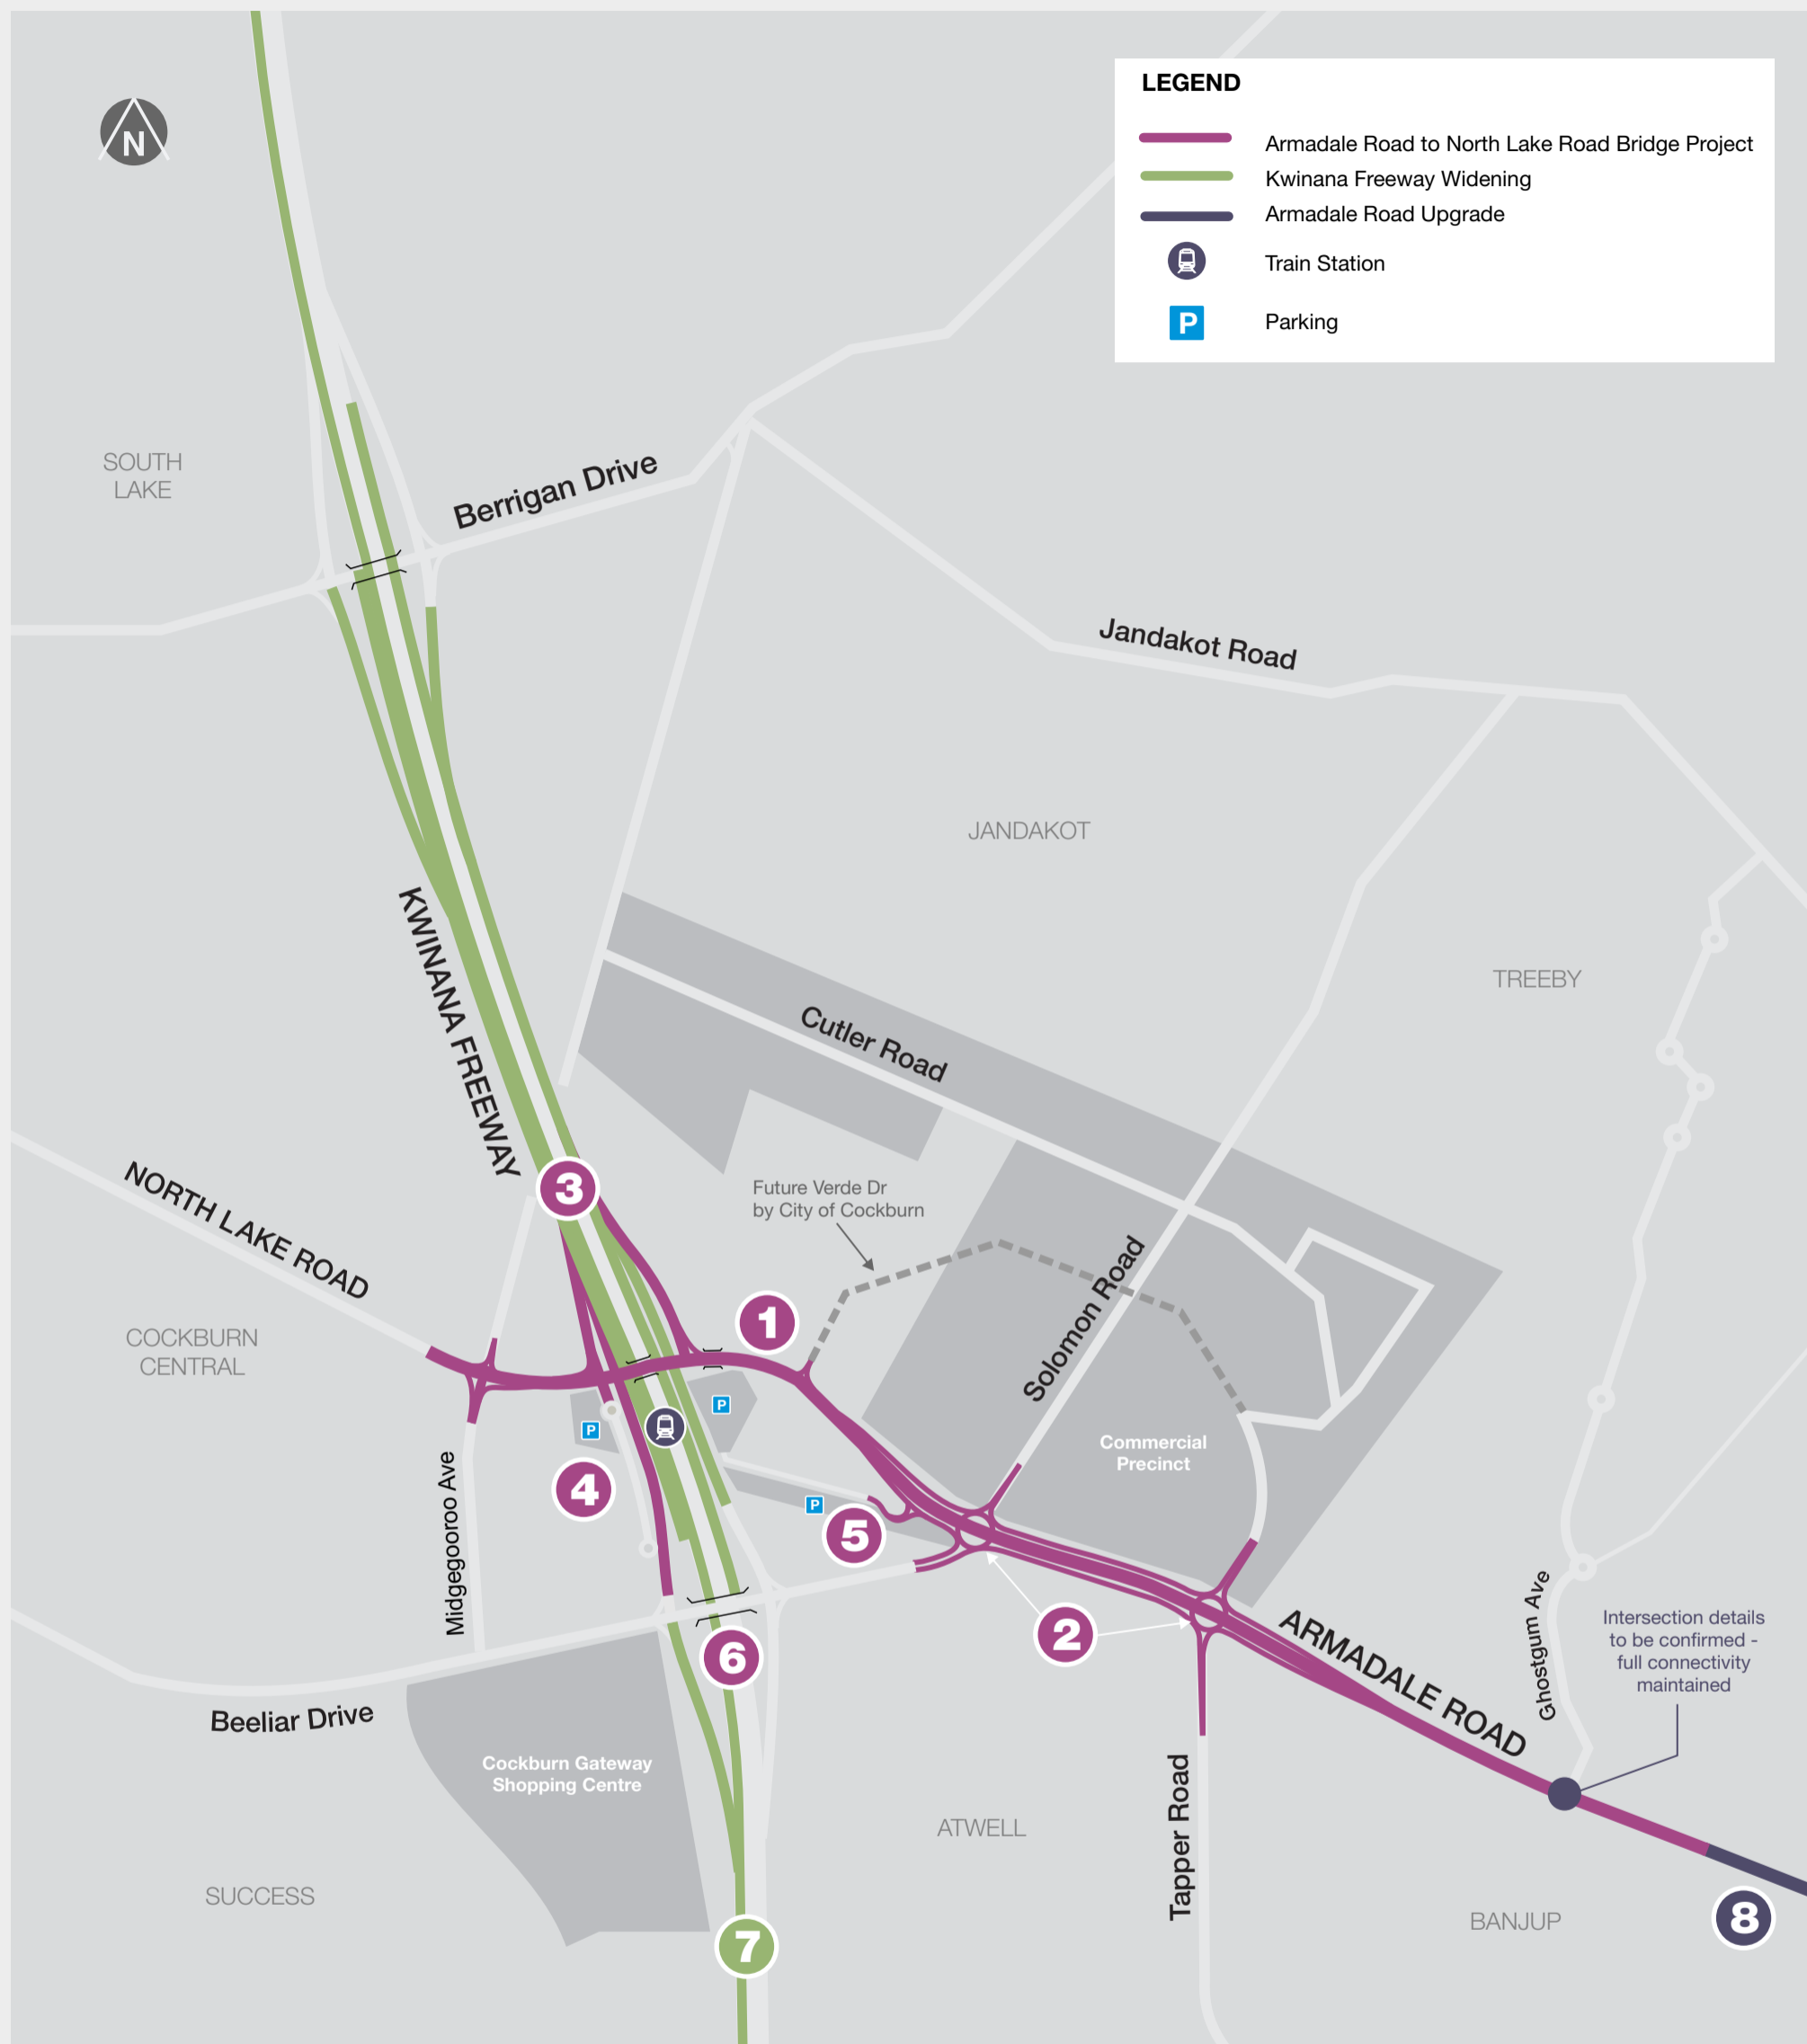 LEGEND
Armadale Road to North Lake Road Bridge Project
Kwinana Freeway Widening
Armadale Road Upgrade
Train Station
P
Parking
N
SOUTH
LAKE
Berrigan Drive
Jandakot Road
JANDAKOT
KWINANA FREEWAY
TREEBY
Cutler Road
NORTH LAKE ROAD
3
Future Verde Dr
by City of Cockburn
Solomon Road
1
COCKBURN
CENTRAL
P
P
Commercial
Precinct
4
P
5
Midgegooroo Ave
2
6
ARMADALE ROAD
Ghostgum Ave
Intersection details
to be confirmed -
full connectivity
maintained
Beeliar Drive
Cockburn Gateway
Shopping Centre
Tapper Road
ATWELL
SUCCESS
BANJUP
8
7